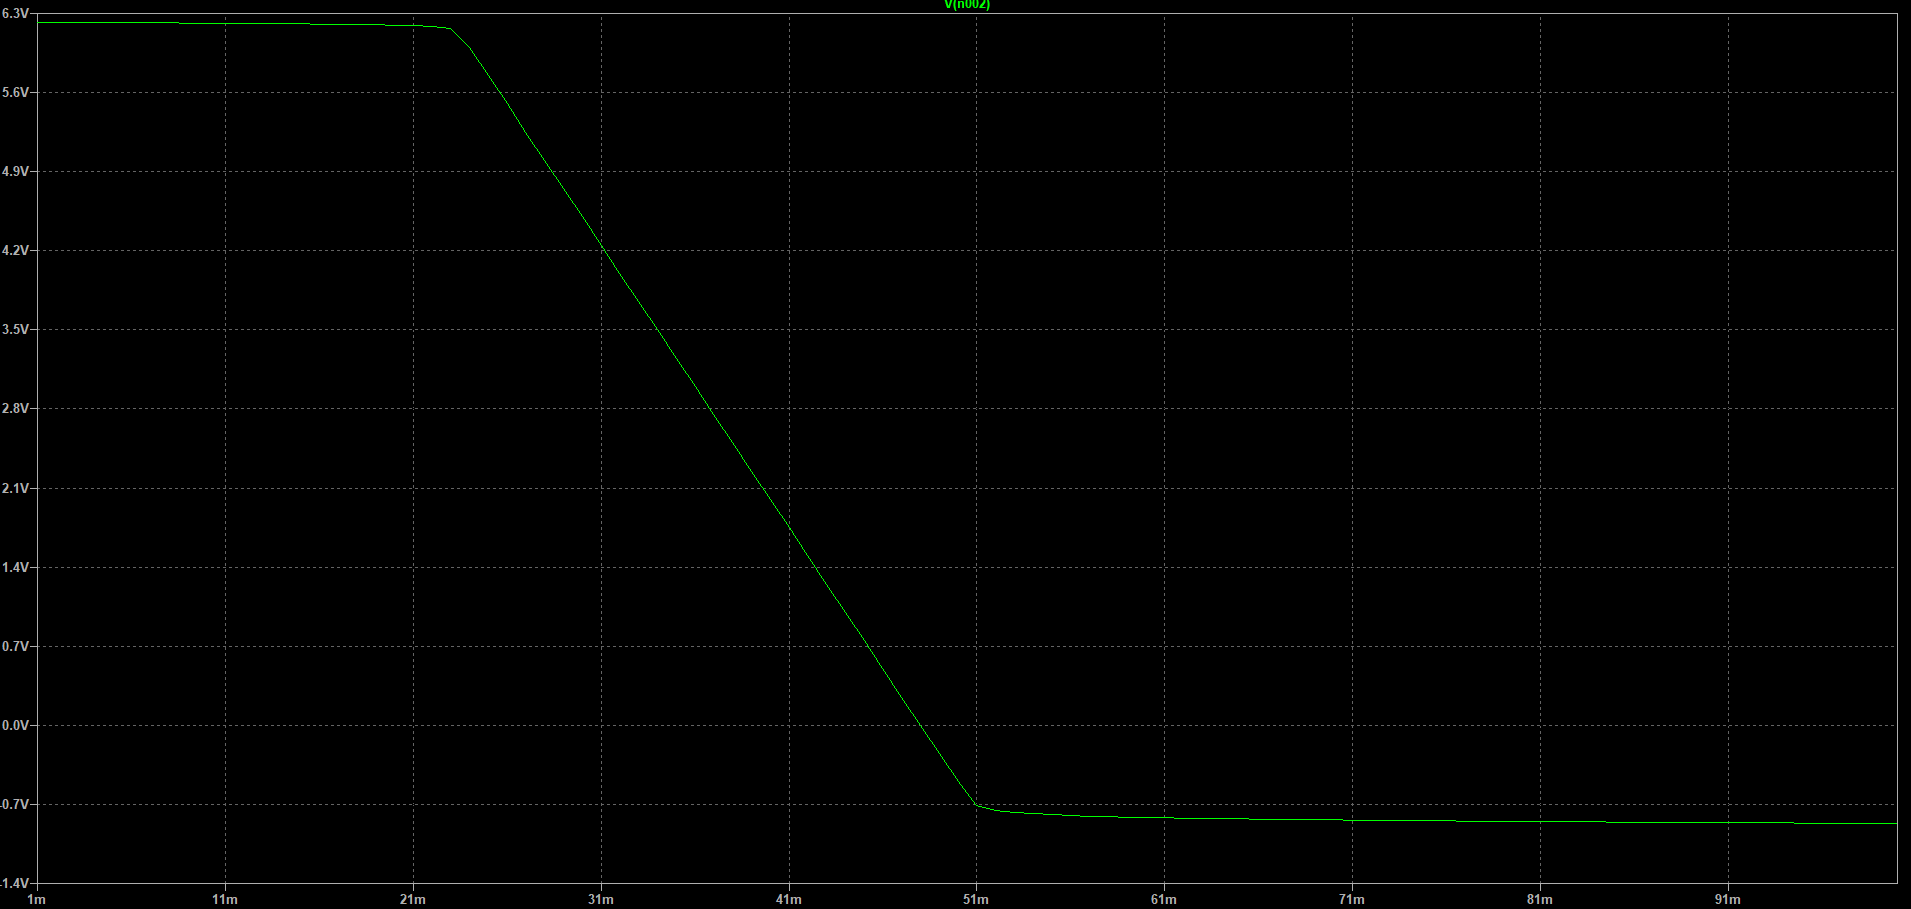 V(n002)
6.3V
5.6V
4.9V
4.2V
3.5V
2.8V
2.1V
1.4V
0.7V
0.0V
-0.7V
-1.4V
1m 11m 21m 31m 41m 51m 61m 71m 81m 91m